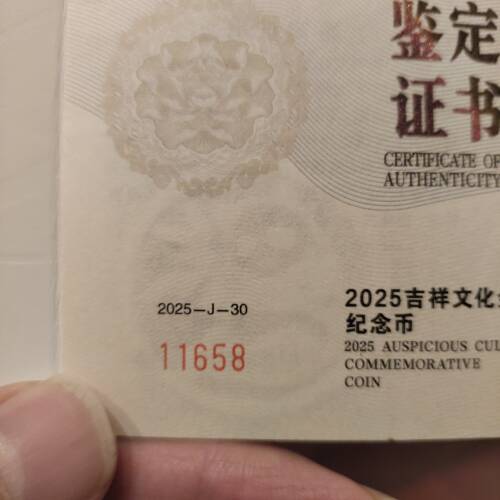 鉴定
证书
CERTIFICATE OF
AUTHENTICITY
2025—J—30
11658
2025吉祥文化
纪念币
2025 AUSPICIOUS CUL
COMMEMORATIVE
COIN